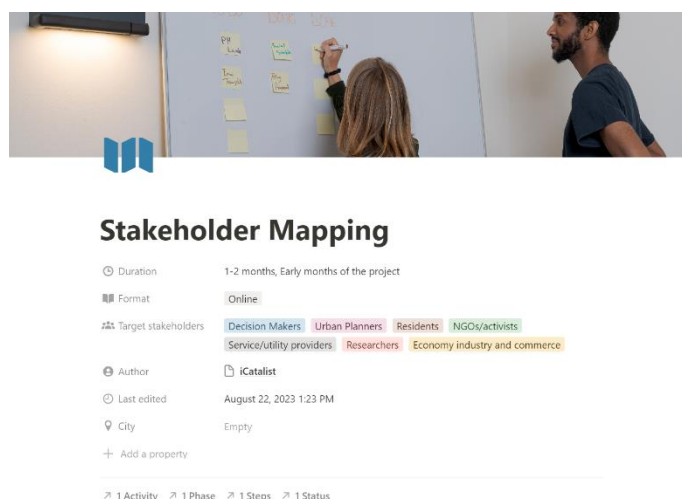 Stakeholder Mapping
Duration 1-2 months, Early months of the project
Format Online
Target stakeholders Decision Makers Urban Planners Residents NGOs/activists
Service/utility providers Researchers Economy industry and commerce
Author iCatalist
Last edited August 22, 2023 1:23 PM
City Empty
Add a property
1 Activity 1 Phase 1 Steps 1 Status